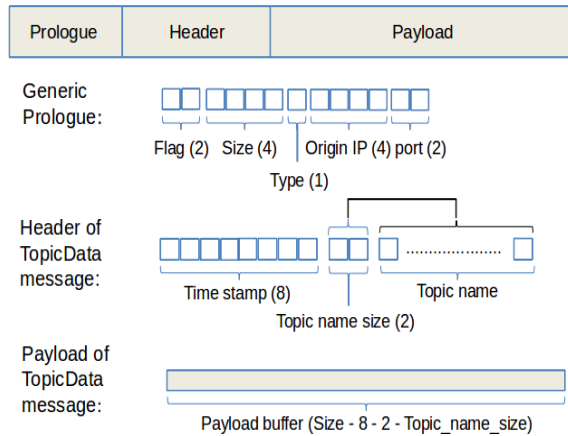 Prologue Header Payload
Generic
Prologue:
Flag (2) Size (4) Origin IP (4) port (2)
Type (1)
Header of
TopicData
message:
Time stamp (8) Topic name
Topic name size (2)
Payload of
TopicData
message:
Payload buffer (Size - 8 - 2 - Topic_name_size)